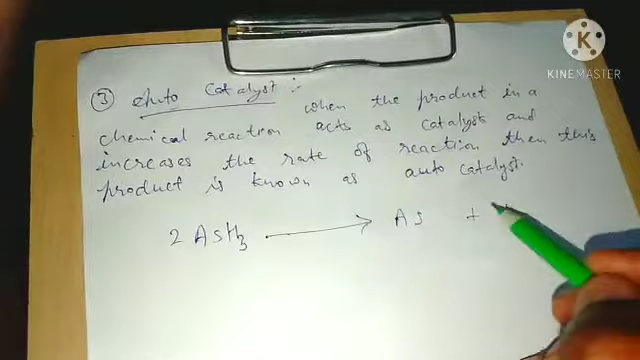 ③ Auto Catalyst :-
when the product in a
chemical reaction acts as catalysts and
increases the rate of reaction then this
product is known as auto catalyst.
2 AsH3 ⟶ As +
KINEMASTER